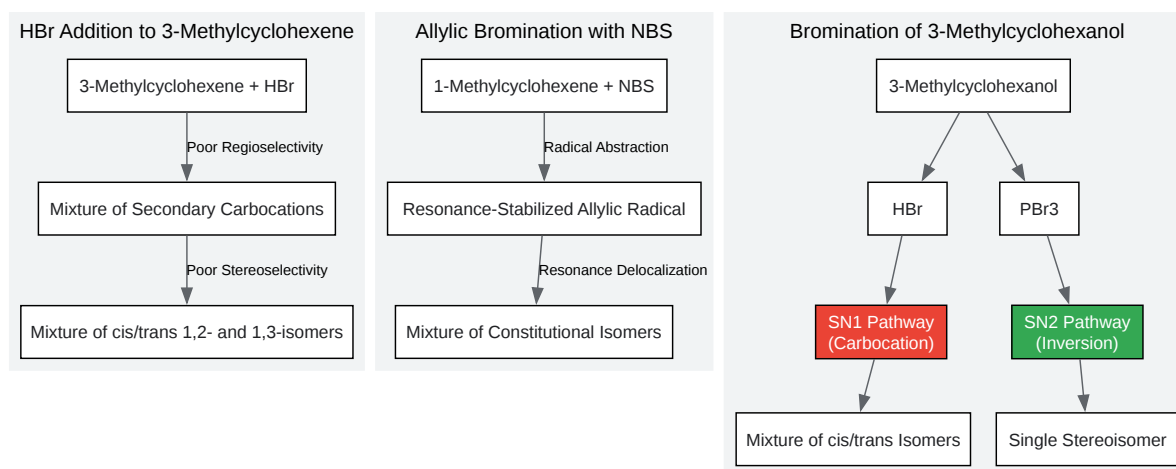 HBr Addition to 3-Methylcyclohexene
3-Methylcyclohexene + HBr
Poor Regioselectivity
Mixture of Secondary Carbocations
Poor Stereoselectivity
Mixture of cis/trans 1,2- and 1,3-isomers
Allylic Bromination with NBS
1-Methylcyclohexene + NBS
Radical Abstraction
Resonance-Stabilized Allylic Radical
Resonance Delocalization
Mixture of Constitutional Isomers
Bromination of 3-Methylcyclohexanol
3-Methylcyclohexanol
HBr
PBr3
SN1 Pathway
(Carbocation)
SN2 Pathway
(Inversion)
Mixture of cis/trans Isomers
Single Stereoisomer